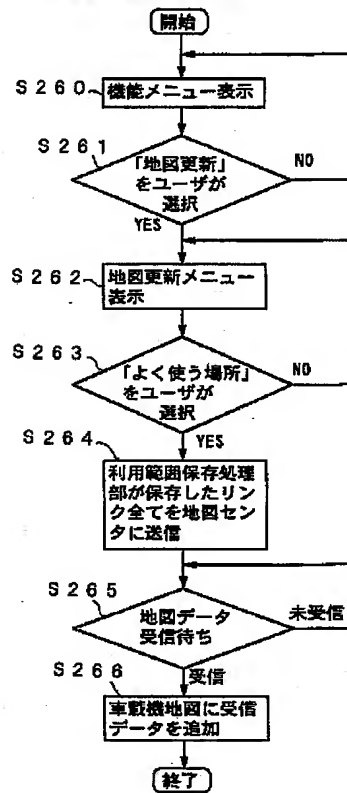 開始
S260
機能メニュー表示
S261
「地図更新」
をユーザが
選択
NO
YES
S262
地図更新メニュー
表示
S263
「よく使う場所」
をユーザが
選択
NO
YES
S264
利用範囲保存処理
部が保存したリン
ク全てを地図セン
タに送信
S265
地図データ
受信待ち
未受信
受信
S266
車載機地図に受信
データを追加
終了